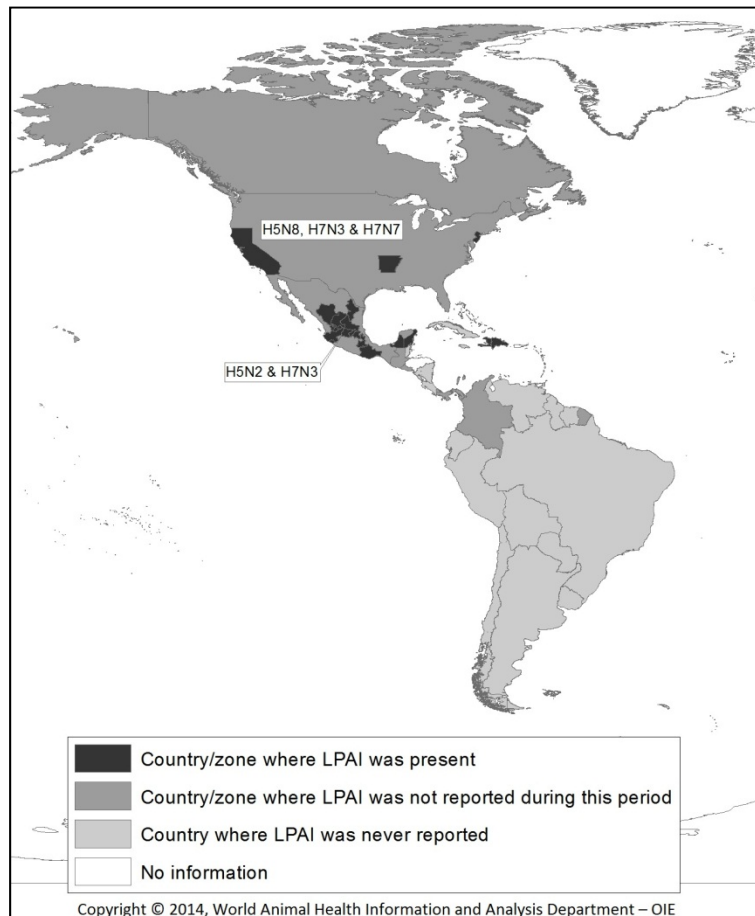 H5N8, H7N3 & H7N7
H5N2 & H7N3
Country/zone where LPAI was present
Country/zone where LPAI was not reported during this period
Country where LPAI was never reported
No information
Copyright © 2014, World Animal Health Information and Analysis Department – OIE